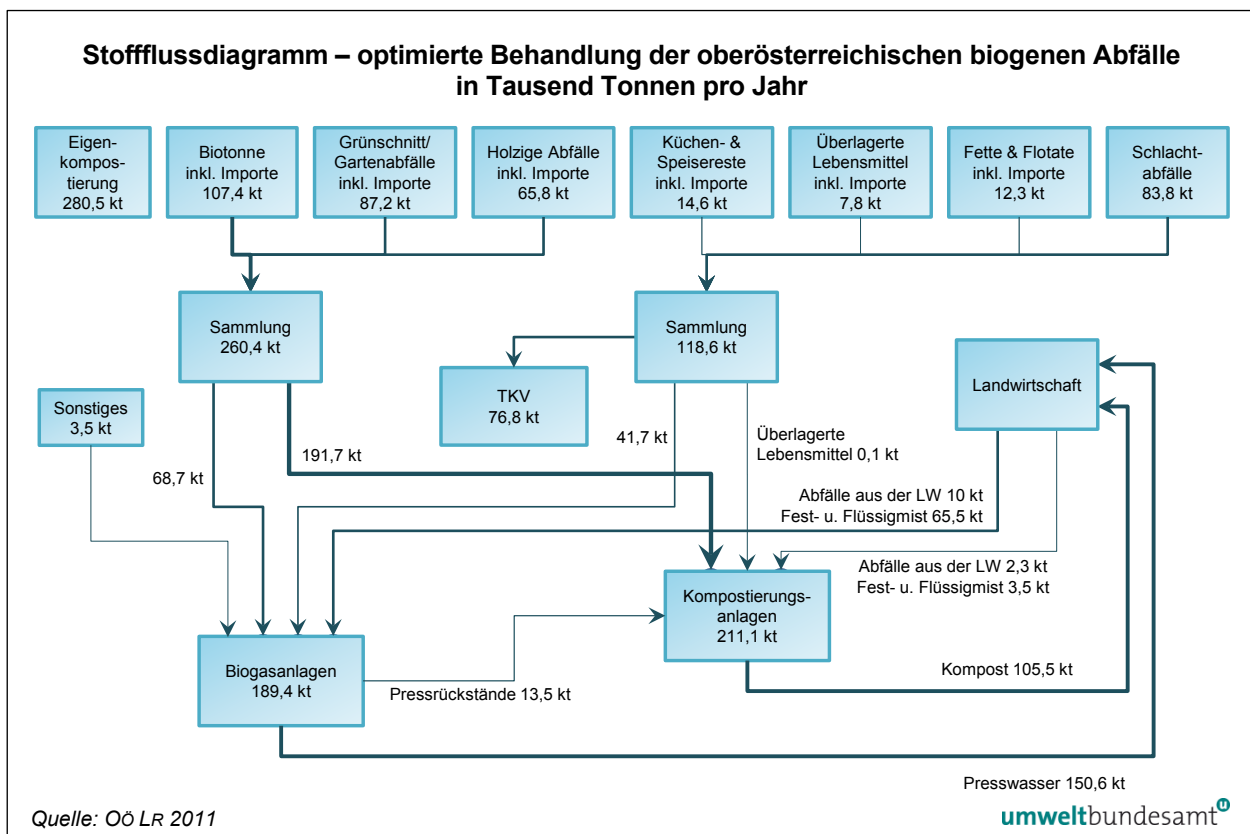 Stoffflussdiagramm – optimierte Behandlung der oberösterreichischen biogenen Abfälle
in Tausend Tonnen pro Jahr
Eigen-
kompos-
tierung
280,5 kt
Biotonne
inkl. Importe
107,4 kt
Grünschnitt/
Gartenabfälle
inkl. Importe
87,2 kt
Holzige Abfälle
inkl. Importe
65,8 kt
Küchen- &
Speisereste
inkl. Importe
14,6 kt
Überlagerte
Lebensmittel
inkl. Importe
7,8 kt
Fette & Flotate
inkl. Importe
12,3 kt
Schlacht-
abfälle
83,8 kt
Sammlung
260,4 kt
Sammlung
118,6 kt
TKV
76,8 kt
Landwirtschaft
Sonstiges
3,5 kt
68,7 kt
191,7 kt
41,7 kt
Überlagerte
Lebensmittel 0,1 kt
Abfälle aus der LW 10 kt
Fest- u. Flüssigmist 65,5 kt
Abfälle aus der LW 2,3 kt
Fest- u. Flüssigmist 3,5 kt
Kompostierungs-
anlagen
211,1 kt
Biogasanlagen
189,4 kt
Pressrückstände 13,5 kt
Kompost 105,5 kt
Presswasser 150,6 kt
Quelle: OÖ LR 2011
umweltbundesamt u